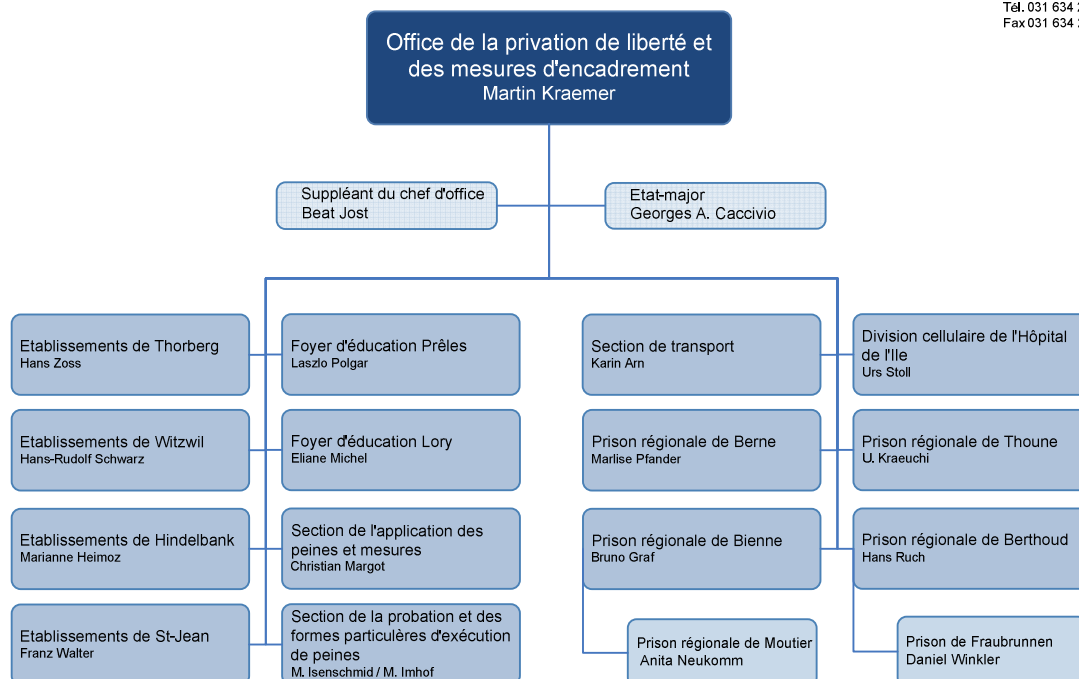 Tél. 031 634 2
Fax 031 634 2
Office de la privation de liberté et
des mesures d'encadrement
Martin Kraemer
Suppléant du chef d'office
Beat Jost
Etat-major
Georges A. Caccivio
Etablissements de Thorberg
Hans Zoss
Foyer d'éducation Prêles
Laszlo Polgar
Section de transport
Karin Arn
Division cellulaire de l'Hôpital
de l'Ile
Urs Stoll
Etablissements de Witzwil
Hans-Rudolf Schwarz
Foyer d'éducation Lory
Eliane Michel
Prison régionale de Berne
Marlise Pfander
Prison régionale de Thoune
U. Kraeuchi
Etablissements de Hindelbank
Marianne Heimoz
Section de l'application des
peines et mesures
Christian Margot
Prison régionale de Bienne
Bruno Graf
Prison régionale de Berthoud
Hans Ruch
Etablissements de St-Jean
Franz Walter
Section de la probation et des
formes particulères d'exécution
de peines
M. Isenschmid / M. Imhof
Prison régionale de Moutier
Anita Neukomm
Prison de Fraubrunnen
Daniel Winkler